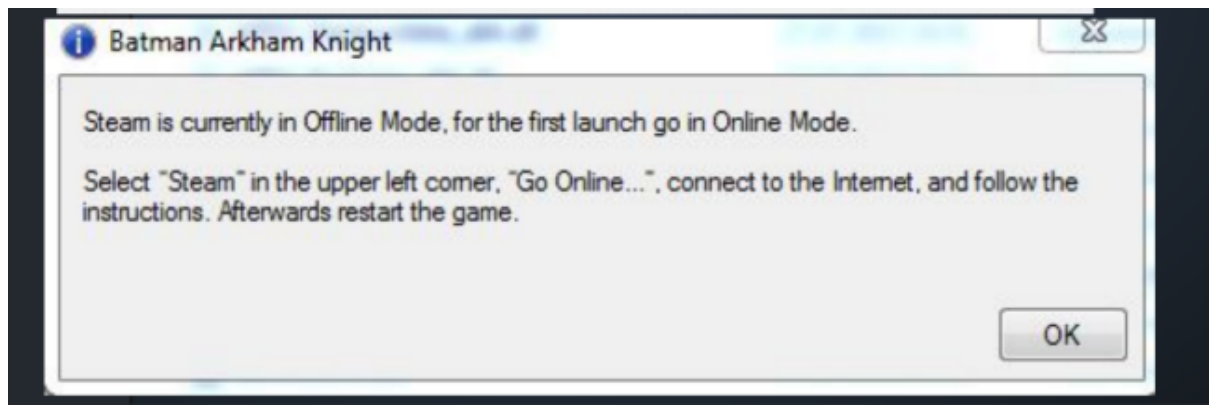 Batman Arkham Knight
Steam is currently in Offline Mode, for the first launch go in Online Mode.
Select "Steam" in the upper left corner, "Go Online...", connect to the Internet, and follow the
instructions. Afterwards restart the game.
OK